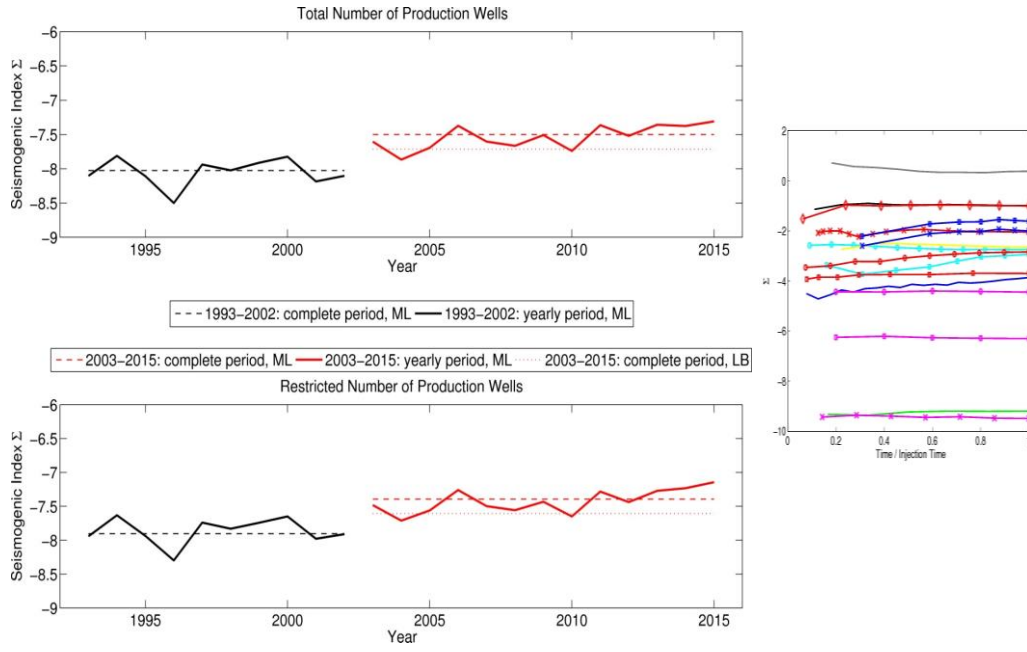 Total Number of Production Wells
−6
−6.5
−7
−7.5
−8
−8.5
−9
Seismogenic Index Σ
1995 2000 2005 2010 2015
Year
1993−2002: complete period, ML 1993−2002: yearly period, ML
2003−2015: complete period, ML 2003−2015: yearly period, ML 2003−2015: complete period, LB
Restricted Number of Production Wells
−6
−6.5
−7
−7.5
−8
−8.5
−9
Seismogenic Index Σ
1995 2000 2005 2010 2015
Year
2
0
−2
−4
−6
−8
−10
Σ
0 0.2 0.4 0.6 0.8
Time / Injection Time